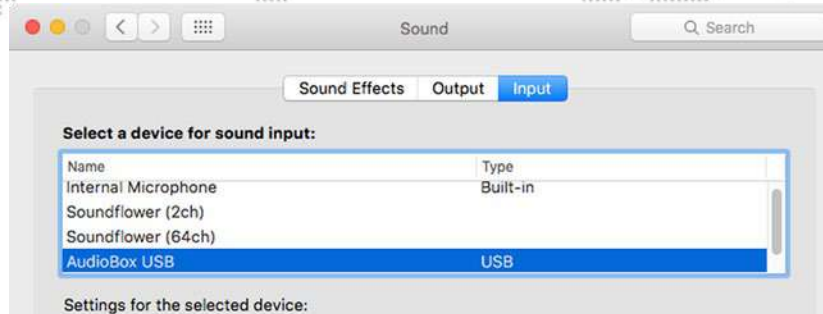 Sound
Search
Sound Effects Output Input
Select a device for sound input:
Name Type
Internal Microphone Built-in
Soundflower (2ch)
Soundflower (64ch)
AudioBox USB USB
Settings for the selected device: